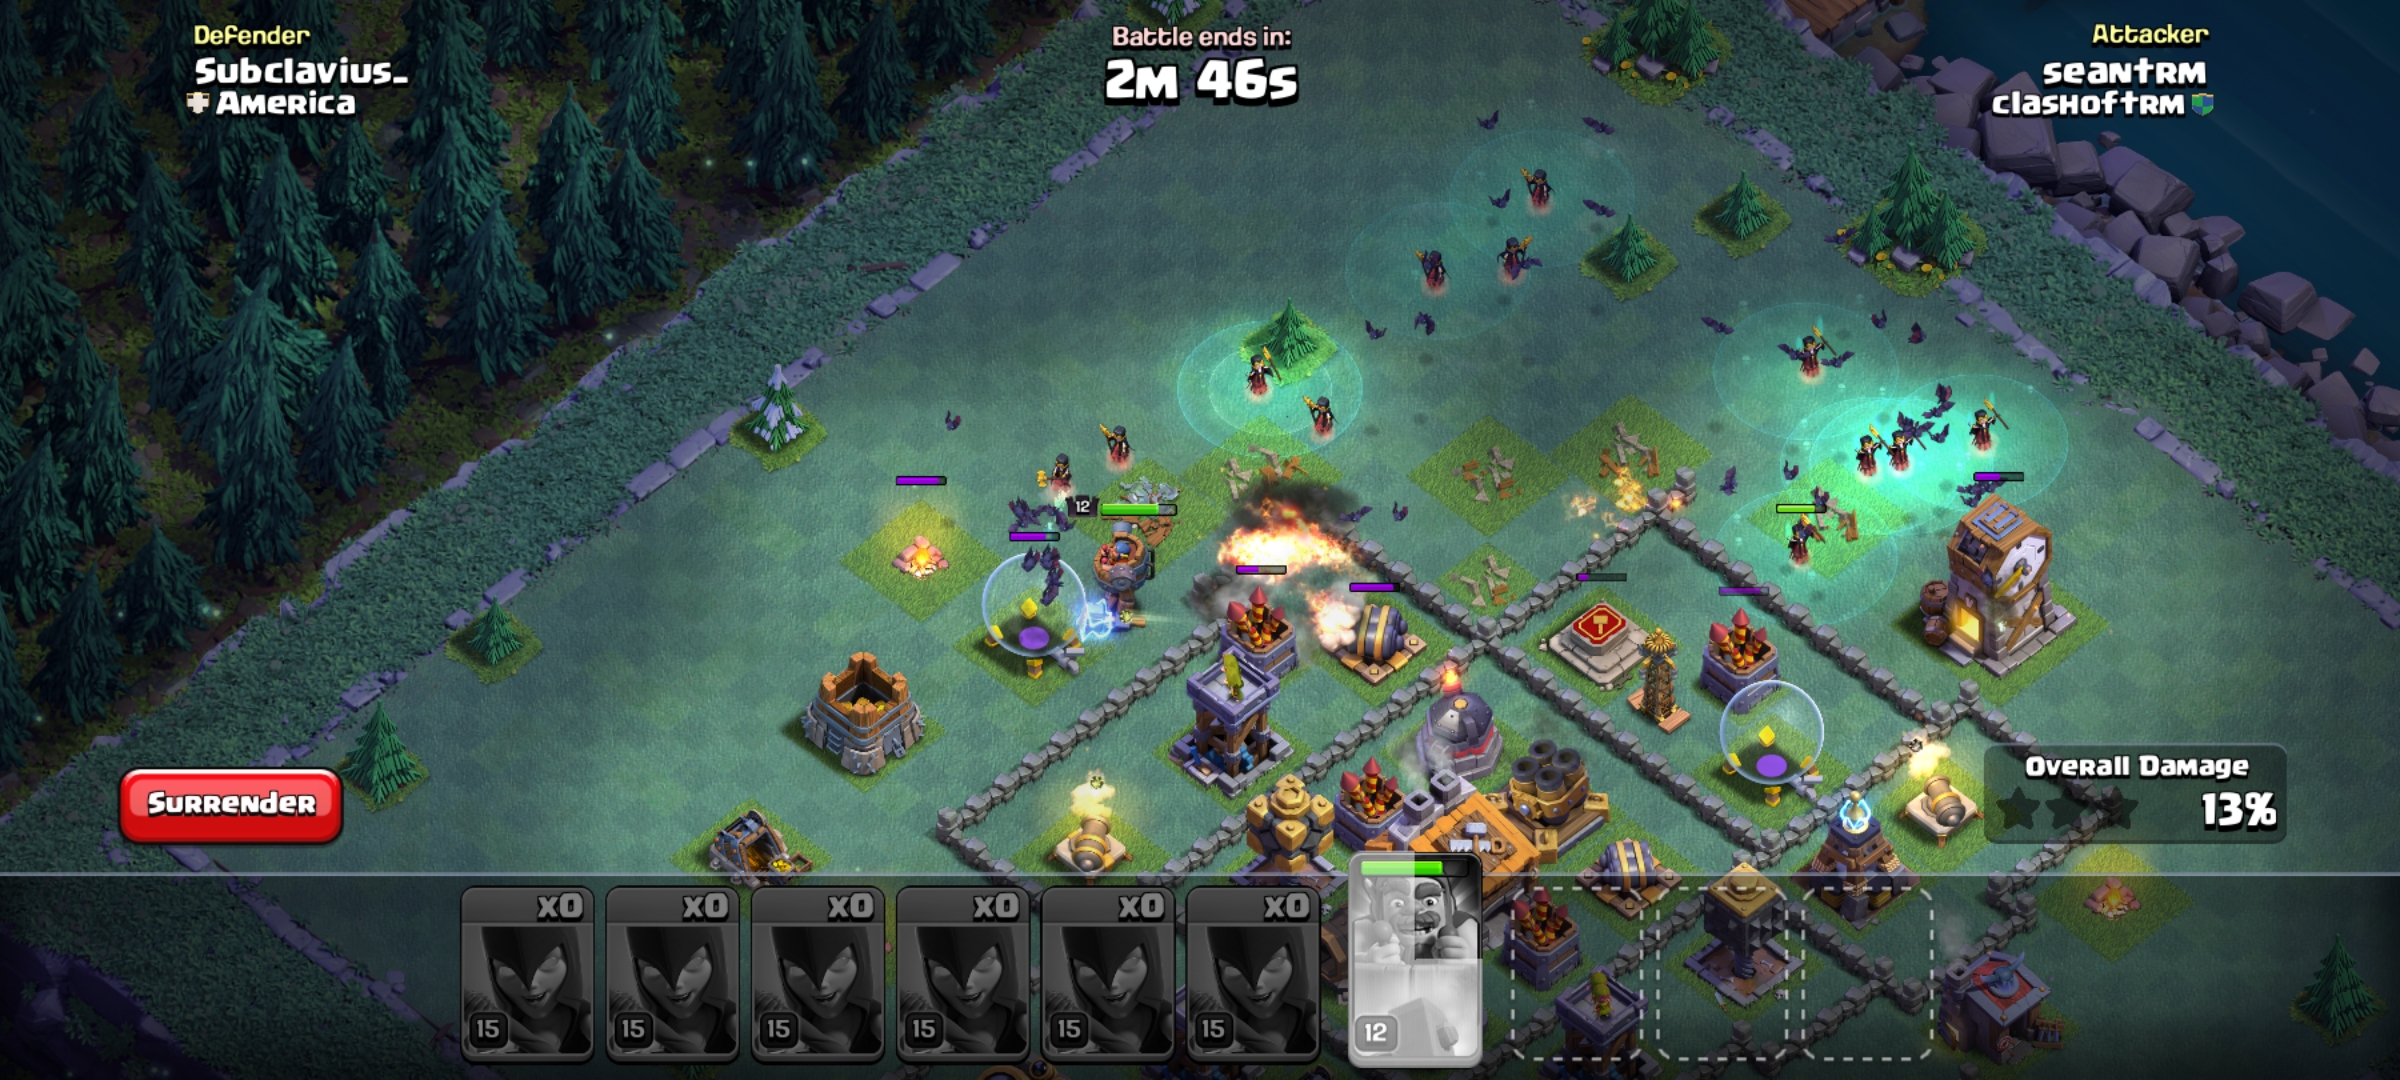 Defender
Subclavius_
America
Battle ends in:
2M 46s
Attacker
seantRM
clashoftRM
12
Surrender
Overall Damage
13%
x0
x0
x0
x0
x0
x0
15
15
15
15
15
15
12